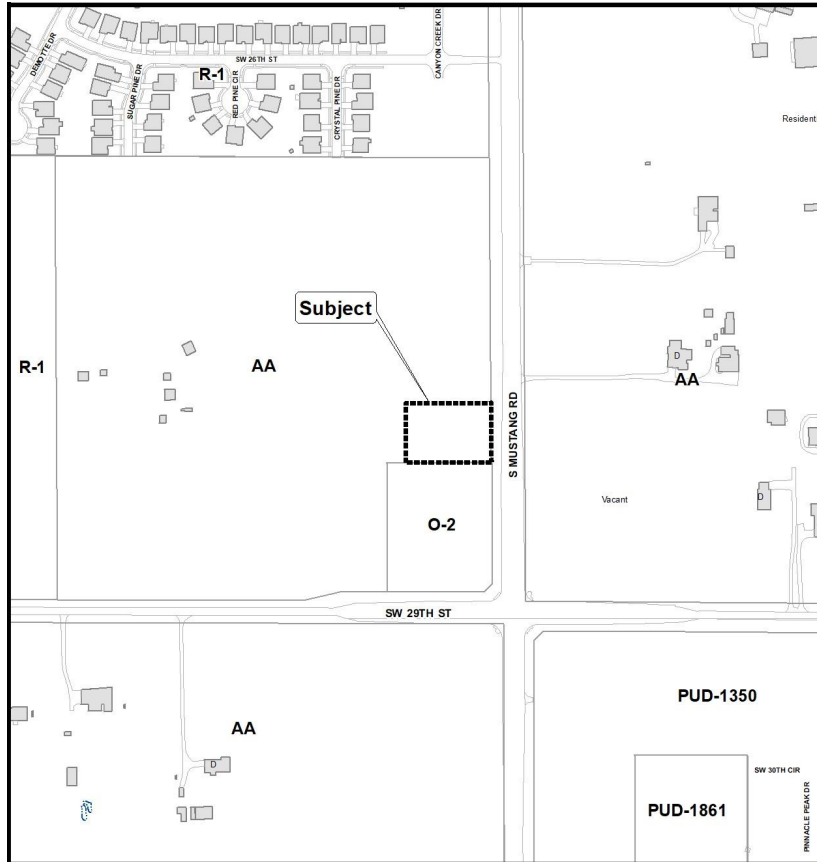 DEMOTTE DR
SUGAR PINE DR
SW 26TH ST
R-1
RED PINE CIR
CRYSTAL PINE DR
CANYON CREEK DR
Residenti
Subject
R-1
AA
S MUSTANG RD
D
AA
Vacant
D
O-2
SW 29TH ST
AA
D
PUD-1350
SW 30TH CIR
PUD-1861
PINNACLE PEAK DR